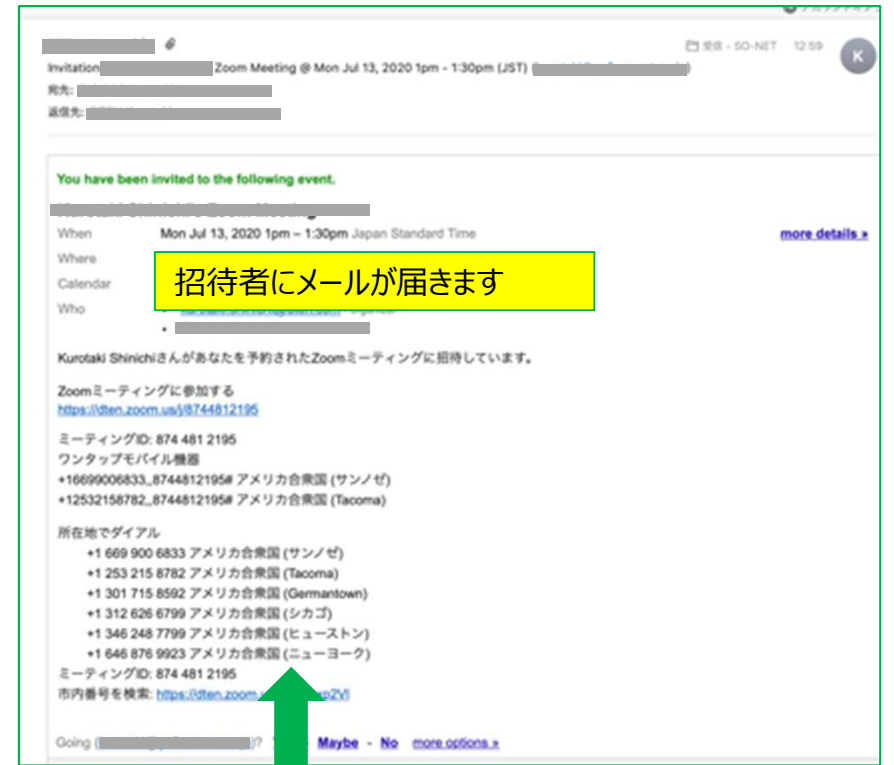 受信 - SO-NET 12:59
K
Invitation Zoom Meeting @ Mon Jul 13, 2020 1pm - 1:30pm (JST)
宛先:
返信先:
You have been invited to the following event.
When Mon Jul 13, 2020 1pm – 1:30pm Japan Standard Time more details »
Where
招待者にメールが届きます
Calendar
Who
Kurotaki Shinichiさんがあなたを予約されたZoomミーティングに招待しています。
Zoomミーティングに参加する
https://dten.zoom.us/j/8744812195
ミーティングID: 874 481 2195
ワンタップモバイル機器
+16699006833,,8744812195# アメリカ合衆国 (サンノゼ)
+12532158782,,8744812195# アメリカ合衆国 (Tacoma)
所在地でダイアル
+1 669 900 6833 アメリカ合衆国 (サンノゼ)
+1 253 215 8782 アメリカ合衆国 (Tacoma)
+1 301 715 8592 アメリカ合衆国 (Germantown)
+1 312 626 6799 アメリカ合衆国 (シカゴ)
+1 346 248 7799 アメリカ合衆国 (ヒューストン)
+1 646 876 9923 アメリカ合衆国 (ニューヨーク)
ミーティングID: 874 481 2195
市内番号を検索: https://dten.zoom
Going ( )? - Maybe - No more options »